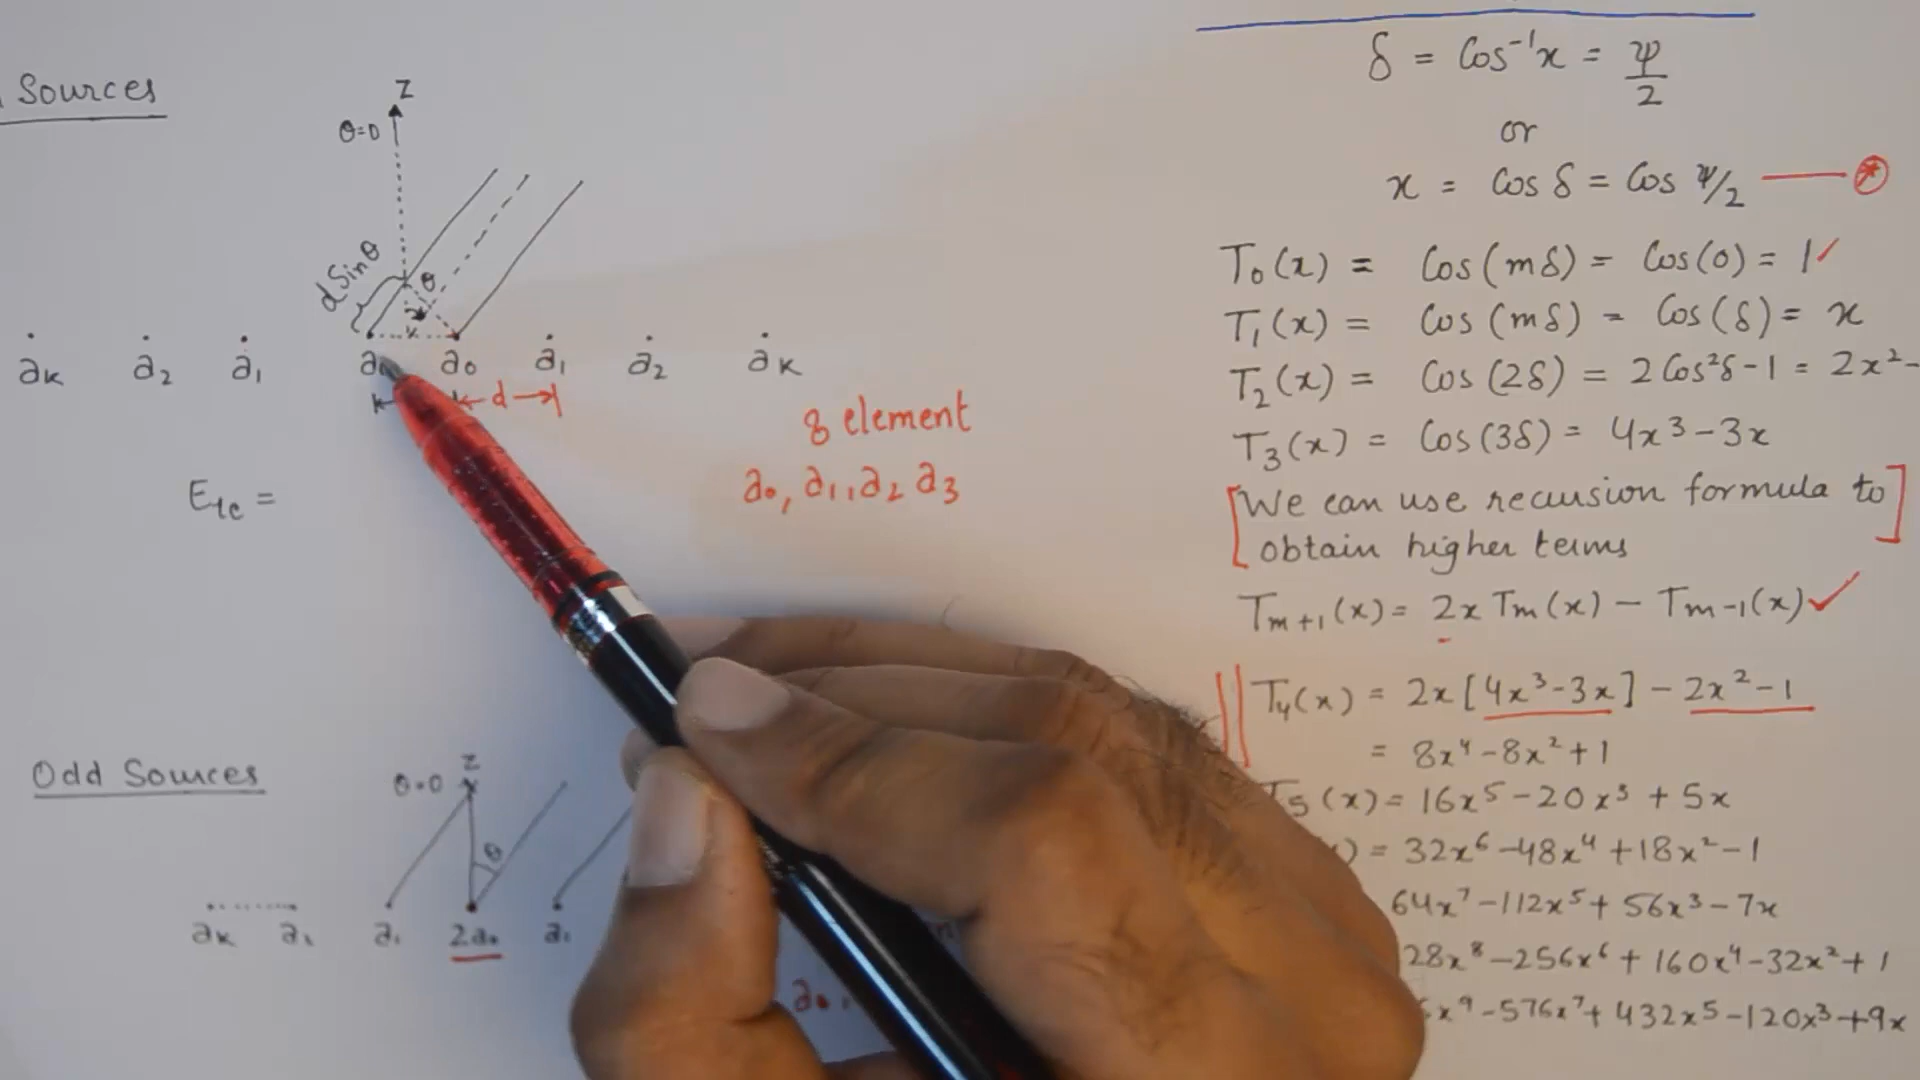 Sources
Z
θ=0
d Sinθ
θ
a_K a_2 a_1 a_0 a_0 a_1 a_2 a_K
d
8 element
a_0, a_1, a_2 a_3
E_te =
Odd Sources
Z
θ=0
θ
a_K a_1 a_1 2a_0 a_1
a_0,
δ = Cos⁻¹x = ψ/2
or
x = Cos δ = Cos ψ/2
T_0(x) = Cos(mδ) = Cos(0) = 1 ✓
T_1(x) = Cos(mδ) = Cos(δ) = x
T_2(x) = Cos(2δ) = 2Cos²δ-1 = 2x²-
T_3(x) = Cos(3δ) = 4x³-3x
[We can use recusion formula to
obtain higher terms]
T_m+1(x) = 2x T_m(x) - T_m-1(x) ✓
T_4(x) = 2x[4x³-3x] - 2x²-1
= 8x⁴-8x²+1
T_5(x) = 16x⁵-20x³+5x
) = 32x⁶-48x⁴+18x²-1
64x⁷-112x⁵+56x³-7x
28x⁸-256x⁶+160x⁴-32x²+1
x⁹-576x⁷+432x⁵-120x³+9x